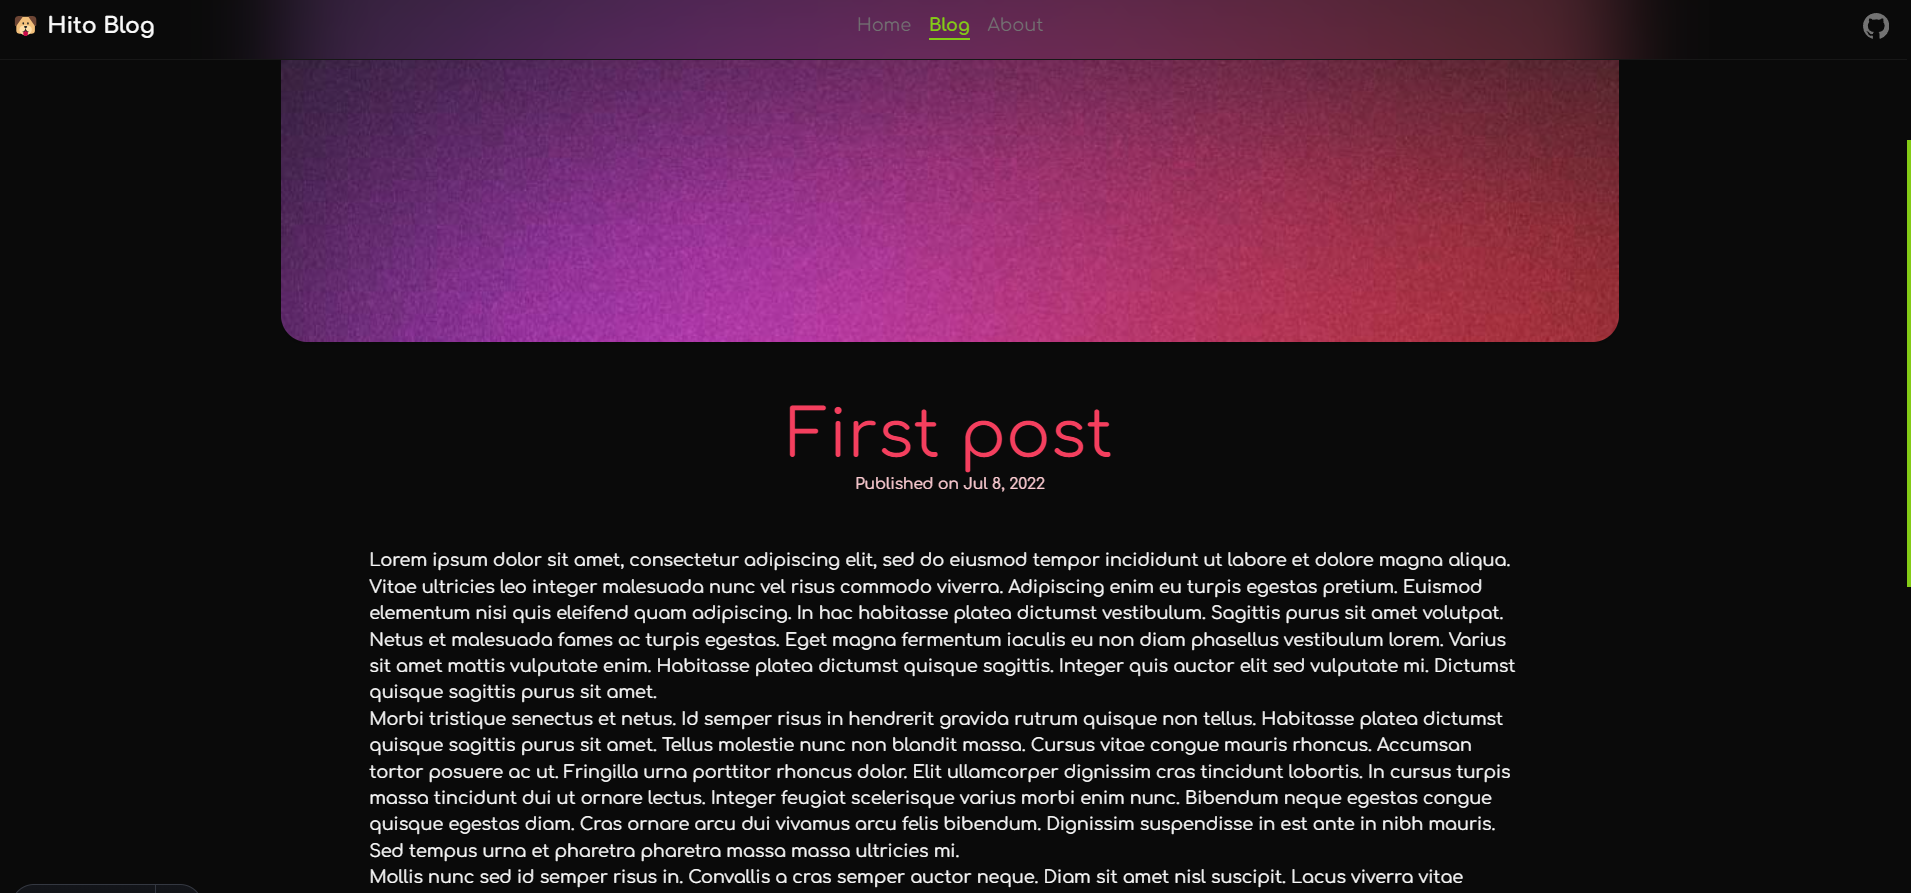 Hito Blog
Home Blog About
First post
Published on Jul 8, 2022
Lorem ipsum dolor sit amet, consectetur adipiscing elit, sed do eiusmod tempor incididunt ut labore et dolore magna aliqua.
Vitae ultricies leo integer malesuada nunc vel risus commodo viverra. Adipiscing enim eu turpis egestas pretium. Euismod
elementum nisi quis eleifend quam adipiscing. In hac habitasse platea dictumst vestibulum. Sagittis purus sit amet volutpat.
Netus et malesuada fames ac turpis egestas. Eget magna fermentum iaculis eu non diam phasellus vestibulum lorem. Varius
sit amet mattis vulputate enim. Habitasse platea dictumst quisque sagittis. Integer quis auctor elit sed vulputate mi. Dictumst
quisque sagittis purus sit amet.
Morbi tristique senectus et netus. Id semper risus in hendrerit gravida rutrum quisque non tellus. Habitasse platea dictumst
quisque sagittis purus sit amet. Tellus molestie nunc non blandit massa. Cursus vitae congue mauris rhoncus. Accumsan
tortor posuere ac ut. Fringilla urna porttitor rhoncus dolor. Elit ullamcorper dignissim cras tincidunt lobortis. In cursus turpis
massa tincidunt dui ut ornare lectus. Integer feugiat scelerisque varius morbi enim nunc. Bibendum neque egestas congue
quisque egestas diam. Cras ornare arcu dui vivamus arcu felis bibendum. Dignissim suspendisse in est ante in nibh mauris.
Sed tempus urna et pharetra pharetra massa massa ultricies mi.
Mollis nunc sed id semper risus in. Convallis a cras semper auctor neque. Diam sit amet nisl suscipit. Lacus viverra vitae